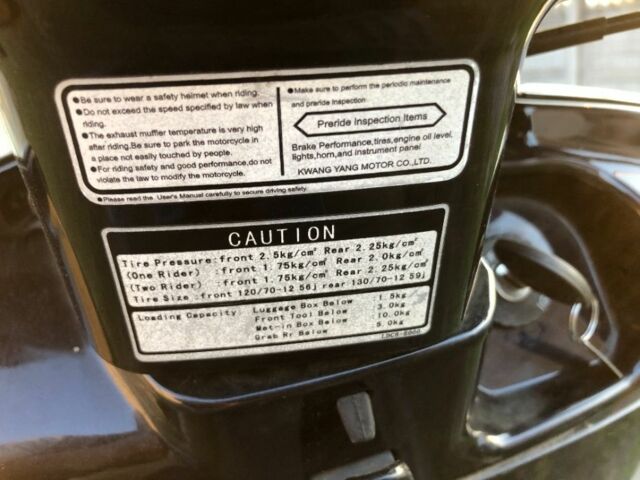 ●Be sure to wear a safety helmet when riding.
●Do not exceed the speed specified by law when
riding.
●The exhaust muffler temperature is very high
after riding.Be sure to park the motorcycle in
a place not easily touched by people.
●For riding safety and good performance,do not
violate the law to modify the motorcycle.
●Please read the User's Manual carefully to secure driving safety.
●Make sure to perform the periodic maintenance
and preride inspection
Preride Inspection Items
Brake Performance,tires,engine oil level,
lights,horn,and instrument panel
KWANG YANG MOTOR CO.,LTD.
CAUTION
Tire Pressure:front 2.5kg/cm² Rear 2.25kg/cm²
(One Rider) :front 1.75kg/cm² Rear 2.0kg/cm²
(Two Rider) :front 1.75kg/cm² Rear 2.25kg/cm²
Tire Size :front 120/70-12 56j rear 130/70-12 59j
Loading Capacity: Luggage Box Below 1.5kg
Front Tool Below 3.0kg
Met-in Box Below 10.0kg
Grab Rr Below 5.0kg